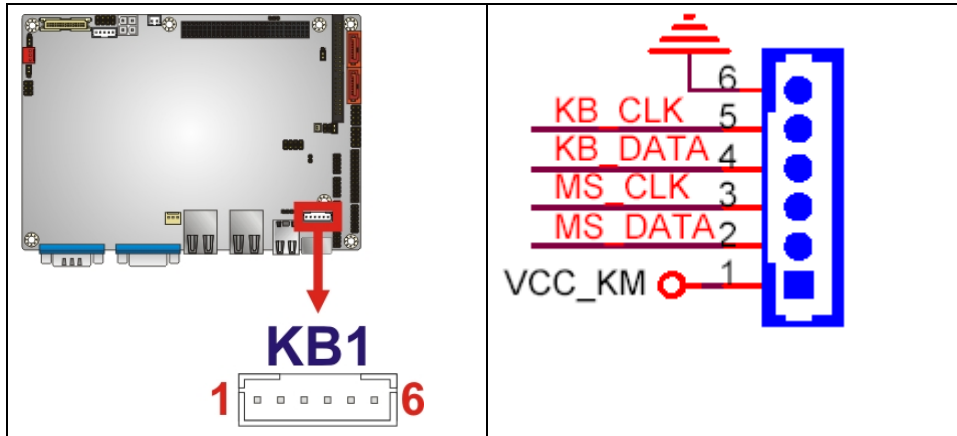 KB1
1 6
6
KB_CLK 5
KB_DATA 4
MS_CLK 3
MS_DATA 2
VCC_KM 1